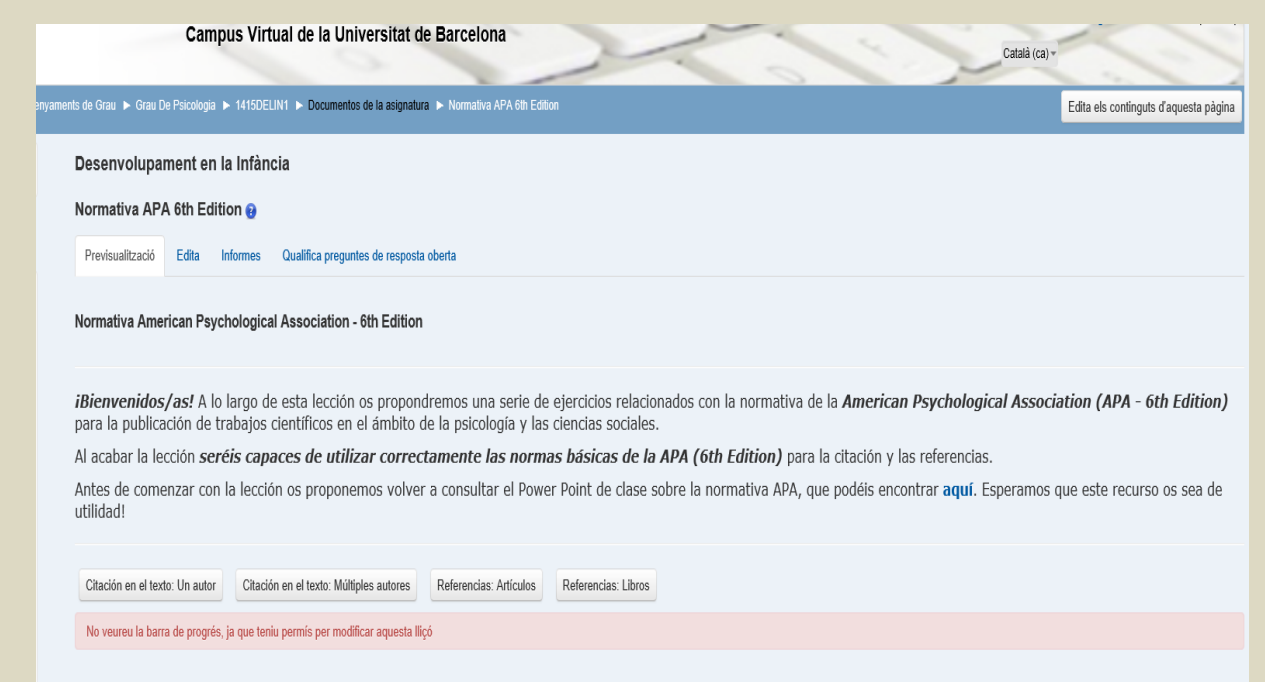 Campus Virtual de la Universitat de Barcelona
Català (ca)
enyaments de Grau ► Grau De Psicologia ► 1415DELIN1 ► Documentos de la asignatura ► Normativa APA 6th Edition
Edita els continguts d'aquesta pàgina
Desenvolupament en la Infància
Normativa APA 6th Edition
Previsualització Edita Informes Qualifica preguntes de resposta oberta
Normativa American Psychological Association - 6th Edition
¡Bienvenidos/as! A lo largo de esta lección os propondremos una serie de ejercicios relacionados con la normativa de la American Psychological Association (APA - 6th Edition)
para la publicación de trabajos científicos en el ámbito de la psicología y las ciencias sociales.
Al acabar la lección seréis capaces de utilizar correctamente las normas básicas de la APA (6th Edition) para la citación y las referencias.
Antes de comenzar con la lección os proponemos volver a consultar el Power Point de clase sobre la normativa APA, que podéis encontrar aquí. Esperamos que este recurso os sea de
utilidad!
Citación en el texto: Un autor Citación en el texto: Múltiples autores Referencias: Artículos Referencias: Libros
No veureu la barra de progrés, ja que teniu permís per modificar aquesta lliçó